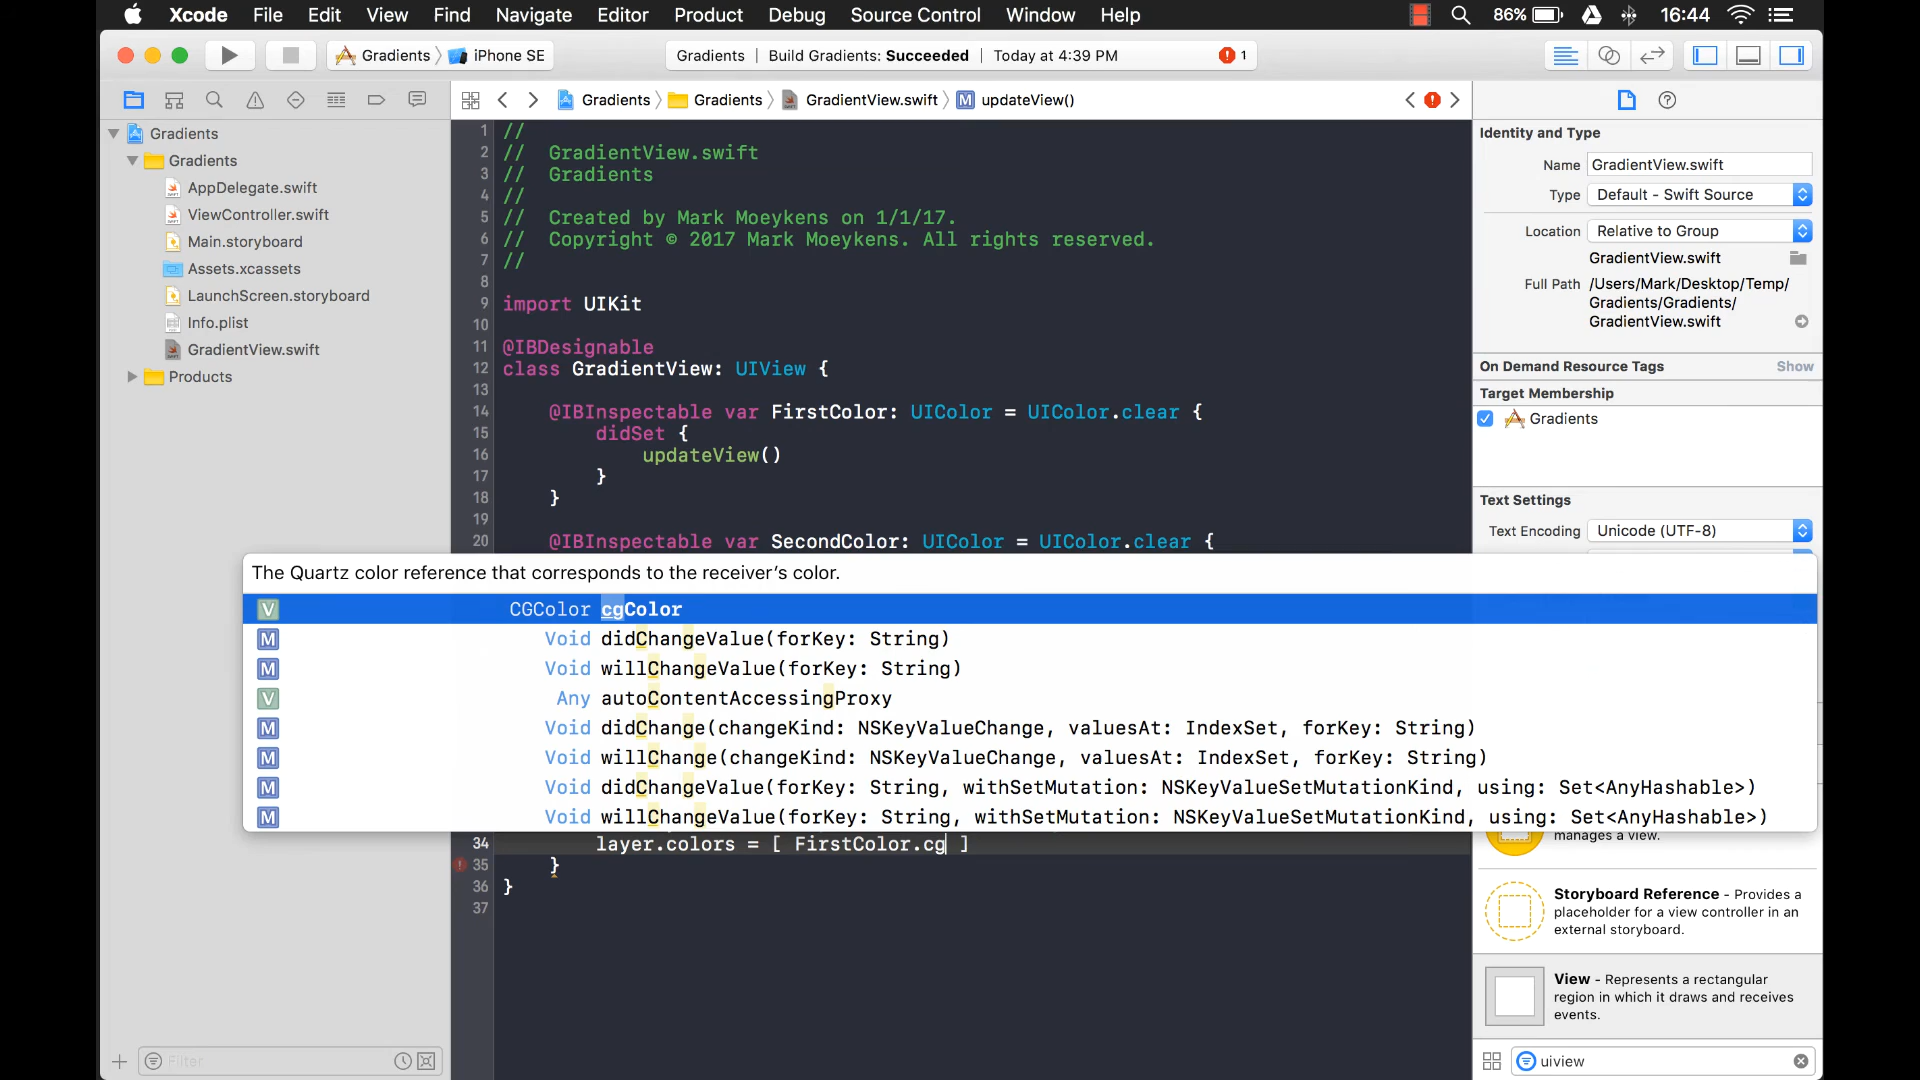 Xcode File Edit View Find Navigate Editor Product Debug Source Control Window Help 86% 16:44
Gradients iPhone SE
Gradients | Build Gradients: Succeeded | Today at 4:39 PM 1
Gradients Gradients GradientView.swift M updateView()
Gradients
Gradients
AppDelegate.swift
ViewController.swift
Main.storyboard
Assets.xcassets
LaunchScreen.storyboard
Info.plist
GradientView.swift
Products
Filter
1 //
2 // GradientView.swift
3 // Gradients
4 //
5 // Created by Mark Moeykens on 1/1/17.
6 // Copyright © 2017 Mark Moeykens. All rights reserved.
7 //
8
9 import UIKit
10
11 @IBDesignable
12 class GradientView: UIView {
13
14 @IBInspectable var FirstColor: UIColor = UIColor.clear {
15 didSet {
16 updateView()
17 }
18 }
19
20 @IBInspectable var SecondColor: UIColor = UIColor.clear {
The Quartz color reference that corresponds to the receiver’s color.
V CGColor cgColor
M Void didChangeValue(forKey: String)
M Void willChangeValue(forKey: String)
V Any autoContentAccessingProxy
M Void didChange(changeKind: NSKeyValueChange, valuesAt: IndexSet, forKey: String)
M Void willChange(changeKind: NSKeyValueChange, valuesAt: IndexSet, forKey: String)
M Void didChangeValue(forKey: String, withSetMutation: NSKeyValueSetMutationKind, using: Set<AnyHashable>)
M Void willChangeValue(forKey: String, withSetMutation: NSKeyValueSetMutationKind, using: Set<AnyHashable>)
34 layer.colors = [ FirstColor.cg ]
35 }
36 }
37
Identity and Type
Name GradientView.swift
Type Default - Swift Source
Location Relative to Group
GradientView.swift
Full Path /Users/Mark/Desktop/Temp/
Gradients/Gradients/
GradientView.swift
On Demand Resource Tags Show
Target Membership
Gradients
Text Settings
Text Encoding Unicode (UTF-8)
manages a view.
Storyboard Reference - Provides a
placeholder for a view controller in an
external storyboard.
View - Represents a rectangular
region in which it draws and receives
events.
uiview